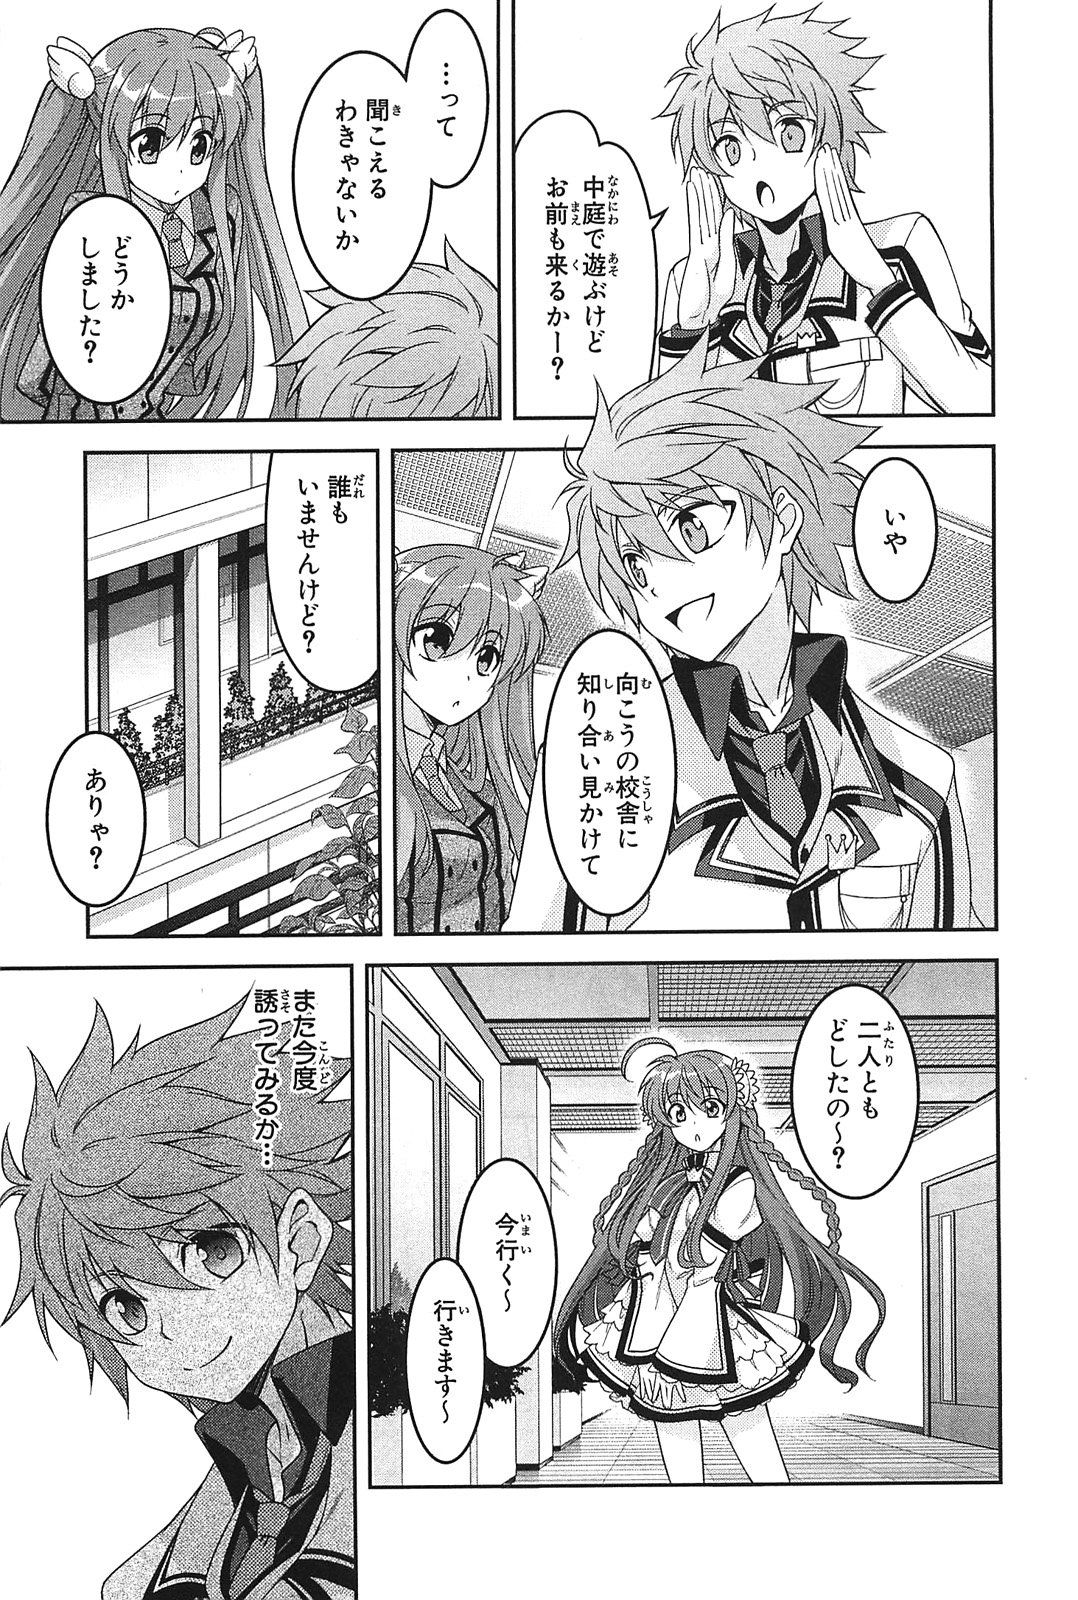 中庭で遊ぶけど
お前も来るかー？
…って
聞こえる
わきゃないか
どうか
しました？
いや
向こうの校舎に
知り合い見かけて
誰も
いませんけど？
ありゃ？
二人とも
どしたの～？
今行く～
行きます～
また今度
誘ってみるか…